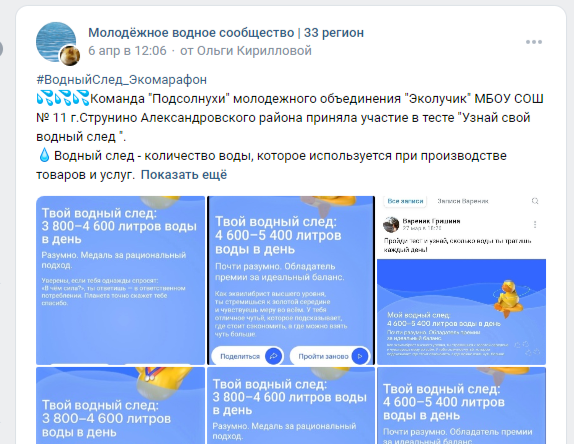 Молодёжное водное сообщество | 33 регион
6 апр в 12:06 · от Ольги Кирилловой
#ВодныйСлед_Экомарафон
Команда "Подсолнухи" молодежного объединения "Эколучик" МБОУ СОШ
№ 11 г.Струнино Александровского района приняла участие в тесте "Узнай свой
водный след ".
Водный след - количество воды, которое используется при производстве
товаров и услуг. Показать ещё
Твой водный след:
3 800–4 600 литров воды
в день
Разумно. Медаль за рациональный
подход.
Уверены, если тебя однажды спросят:
«В чем сила?», ты ответишь — в ответственном
потреблении. Планета точно скажет тебе
спасибо.
Твой водный след:
4 600–5 400 литров
воды в день
Почти разумно. Обладатель
премии за идеальный баланс.
Как эквилибрист высшего уровня,
ты стремишься к золотой середине
и чувствуешь меру во всём. У тебя
отличное чутьё, которое подсказывает,
где стоит сэкономить, а где можно взять
чуть больше.
Поделиться
Пройти заново
Все записи Записи Вареник
Вареник Гришина
27 мар в 18:20
Пройди тест и узнай, сколько воды ты тратишь
каждый день!
Мой водный след:
4 600–5 400 литров воды в день
Почти разумно. Обладатель премии
за идеальный баланс.
Твой водный след:
3 800–4 600 литров
воды в день
Твой водный след:
3 800–4 600 литров воды
в день
Разумно. Медаль за рациональный
подход.
Твой водный след:
4 600–5 400 литров воды
в день
Почти разумно. Обладатель премии
за идеальный баланс.